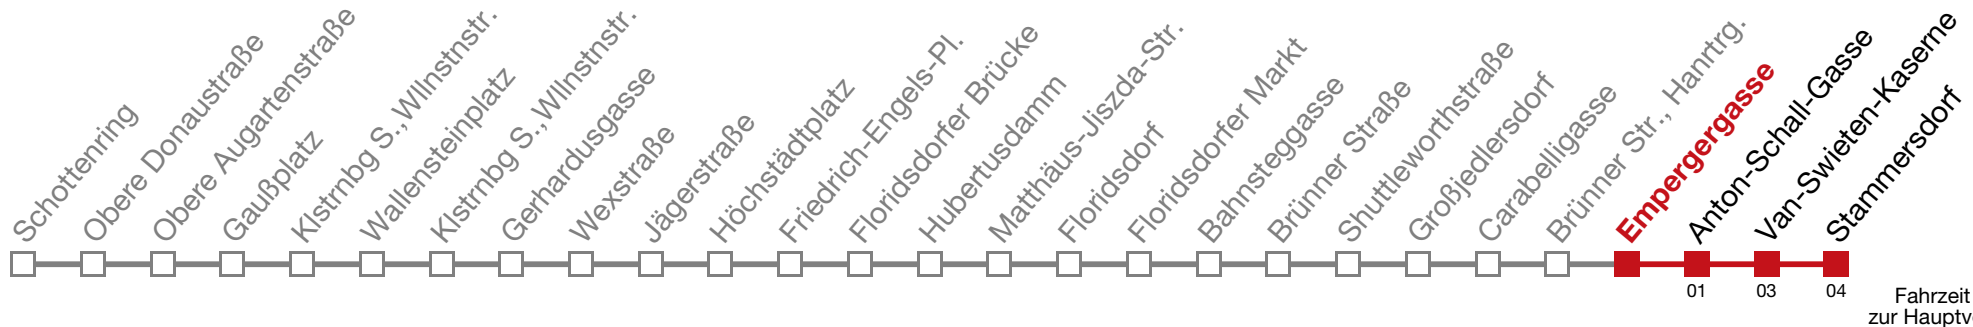 Schottenring
Obere Donaustraße
Obere Augartenstraße
Gaußplatz
Klstrnbg S.,Wllnstnstr.
Wallensteinplatz
Klstrnbg S.,Wllnstnstr.
Gerhardusgasse
Wexstraße
Jägerstraße
Höchstädtplatz
Friedrich-Engels-Pl.
Floridsdorfer Brücke
Hubertusdamm
Matthäus-Jiszda-Str.
Floridsdorf
Floridsdorfer Markt
Bahnsteggasse
Brünner Straße
Shuttleworthstraße
Großjedlersdorf
Carabelligasse
Brünner Str., Hanrtrg.
Empergergasse
Anton-Schall-Gasse
Van-Swieten-Kaserne
Stammersdorf
01 03 04
Fahrzeit
zur